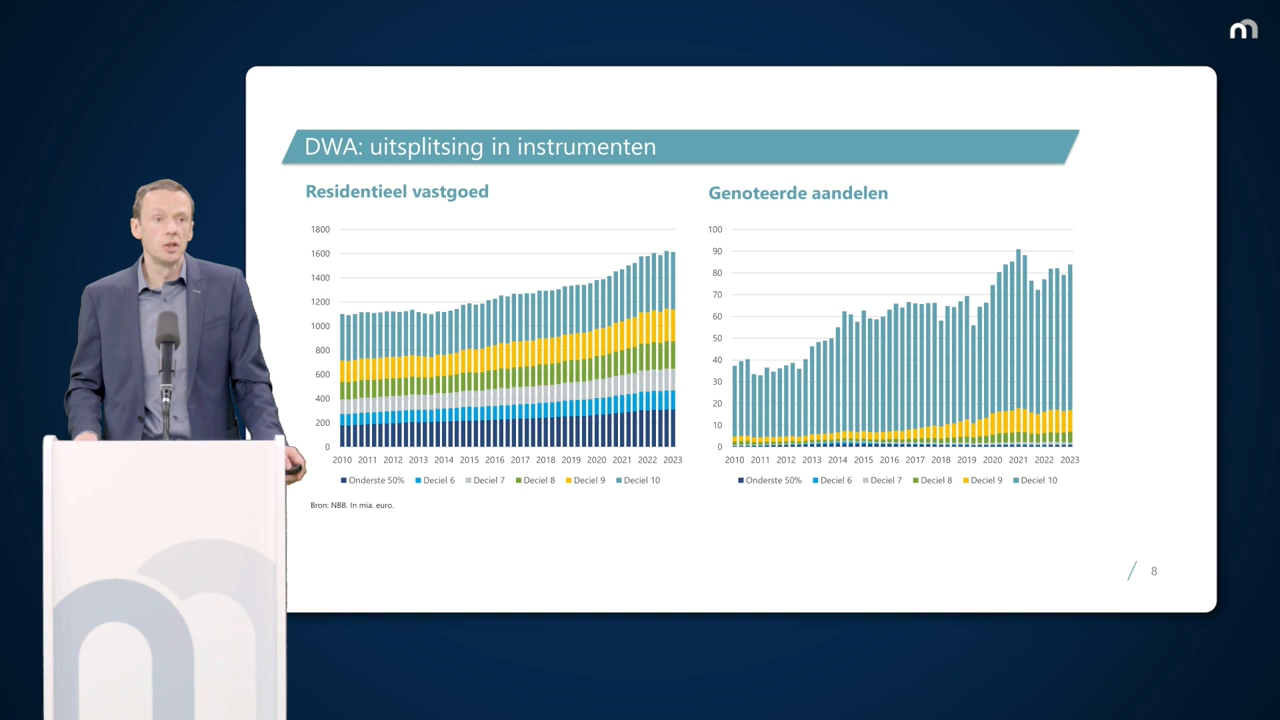 DWA: uitsplitsing in instrumenten
Residentieel vastgoed
1800
1600
1400
1200
1000
800
600
400
200
0
2010 2011 2012 2013 2014 2015 2016 2017 2018 2019 2020 2021 2022 2023
Onderste 50% Deciel 6 Deciel 7 Deciel 8 Deciel 9 Deciel 10
Bron: NBB. In mia. euro.
Genoteerde aandelen
100
90
80
70
60
50
40
30
20
10
0
2010 2011 2012 2013 2014 2015 2016 2017 2018 2019 2020 2021 2022 2023
Onderste 50% Deciel 6 Deciel 7 Deciel 8 Deciel 9 Deciel 10
8